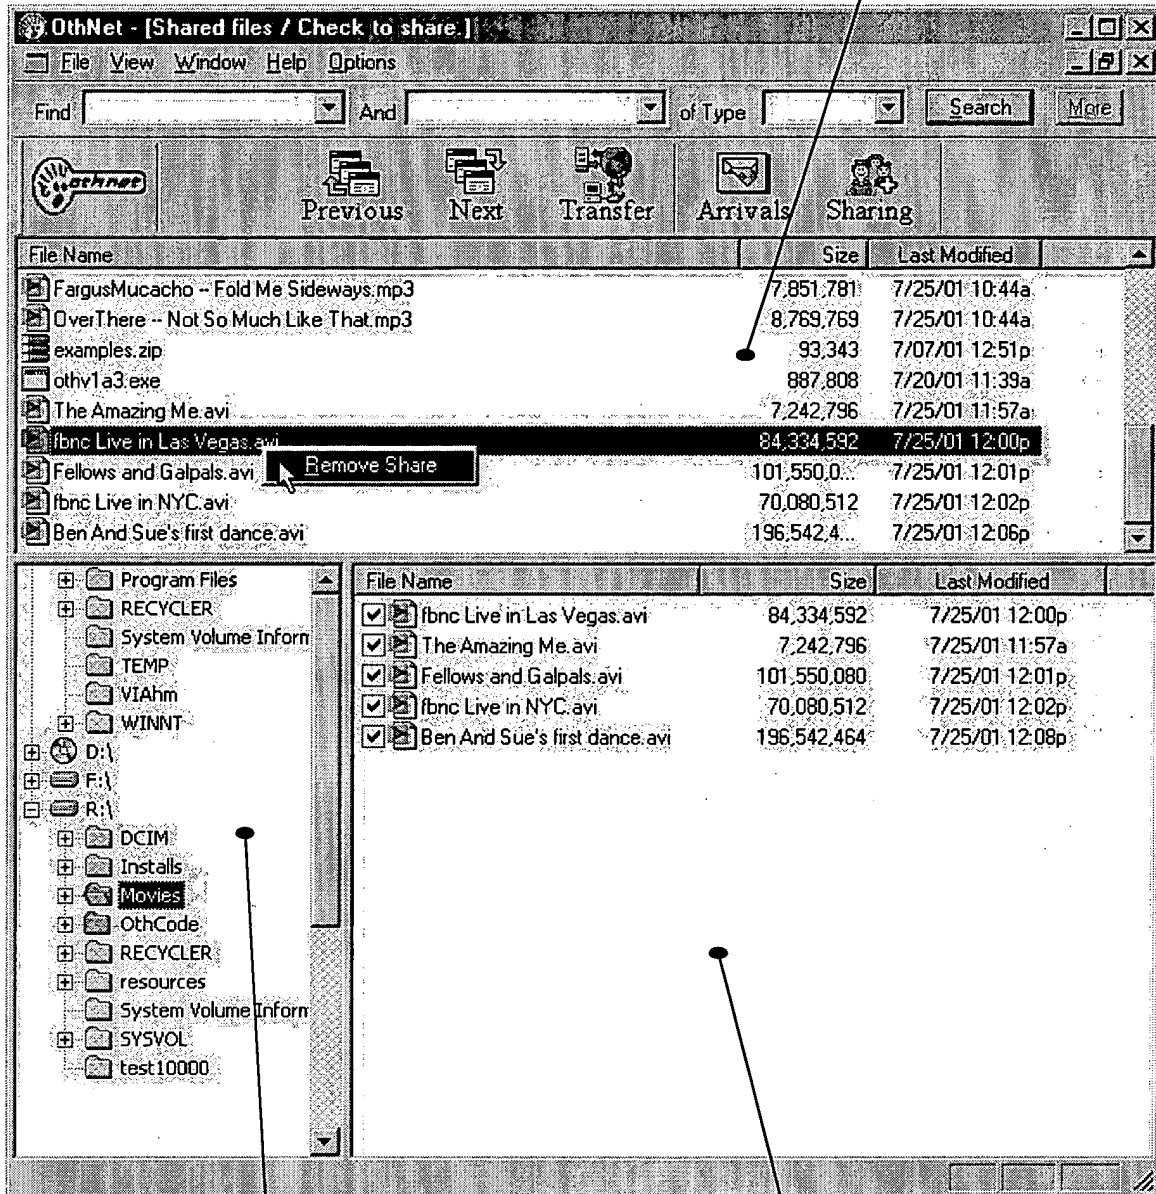 OthNet - [Shared files / Check to share.]
File View Window Help Options
Find And of Type Search More
othnet Previous Next Transfer Arrivals Sharing
File Name Size Last Modified
FargusMucacho -- Fold Me Sideways.mp3 7,851,781 7/25/01 10:44a
OverThere -- Not So Much Like That.mp3 8,769,769 7/25/01 10:44a
examples.zip 93,343 7/07/01 12:51p
othv1a3.exe 887,808 7/20/01 11:39a
The Amazing Me.avi 7,242,796 7/25/01 11:57a
fbnc Live in Las Vegas.avi 84,334,592 7/25/01 12:00p
Remove Share
Fellows and Galpals.avi 101,550,0... 7/25/01 12:01p
fbnc Live in NYC.avi 70,080,512 7/25/01 12:02p
Ben And Sue's first dance.avi 196,542,4... 7/25/01 12:06p
Program Files
RECYCLER
System Volume Inform
TEMP
VIAhm
WINNT
D:\
F:\
R:\
DCIM
Installs
Movies
OthCode
RECYCLER
resources
System Volume Inform
SYSVOL
test10000
File Name Size Last Modified
fbnc Live in Las Vegas.avi 84,334,592 7/25/01 12:00p
The Amazing Me.avi 7,242,796 7/25/01 11:57a
Fellows and Galpals.avi 101,550,080 7/25/01 12:01p
fbnc Live in NYC.avi 70,080,512 7/25/01 12:02p
Ben And Sue's first dance.avi 196,542,464 7/25/01 12:08p